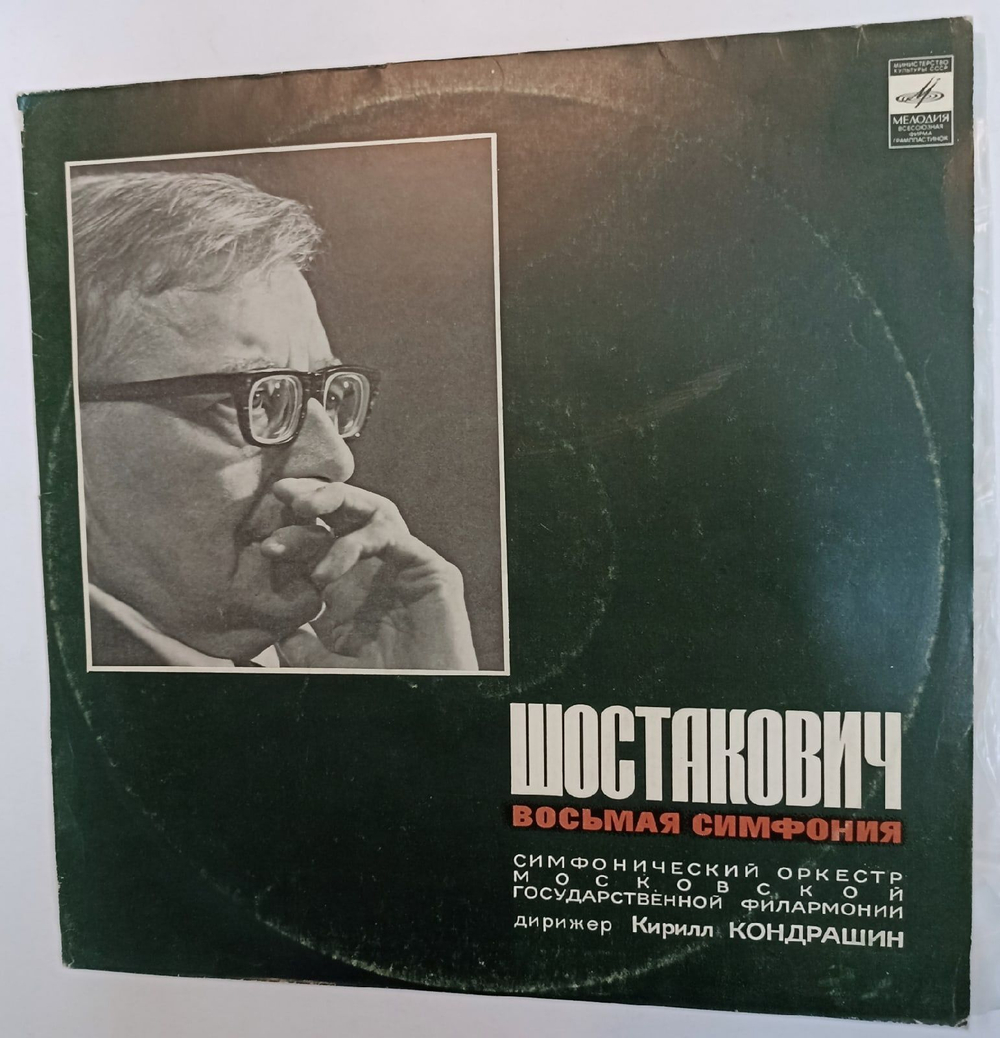 МИНИСТЕРСТВО
КУЛЬТУРЫ СССР
МЕЛОДИЯ
ВСЕСОЮЗНАЯ
ФИРМА
ГРАМПЛАСТИНОК
ШОСТАКОВИЧ
ВОСЬМАЯ СИМФОНИЯ
СИМФОНИЧЕСКИЙ ОРКЕСТР
МОСКОВСКОЙ
ГОСУДАРСТВЕННОЙ ФИЛАРМОНИИ
дирижер Кирилл КОНДРАШИН